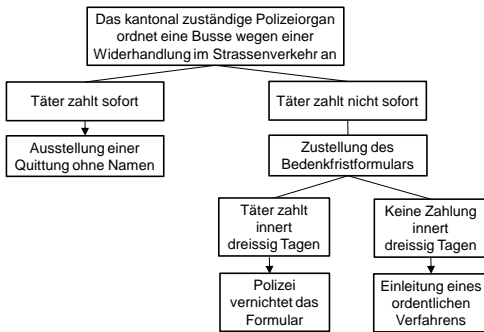 Das kantonal zuständige Polizeiorgan
ordnet eine Busse wegen einer
Widerhandlung im Strassenverkehr an
Täter zahlt sofort
Täter zahlt nicht sofort
Ausstellung einer
Quittung ohne Namen
Zustellung des
Bedenkfristformulars
Täter zahlt
innert
dreissig Tagen
Keine Zahlung
innert
dreissig Tagen
Polizei
vernichtet das
Formular
Einleitung eines
ordentlichen
Verfahrens